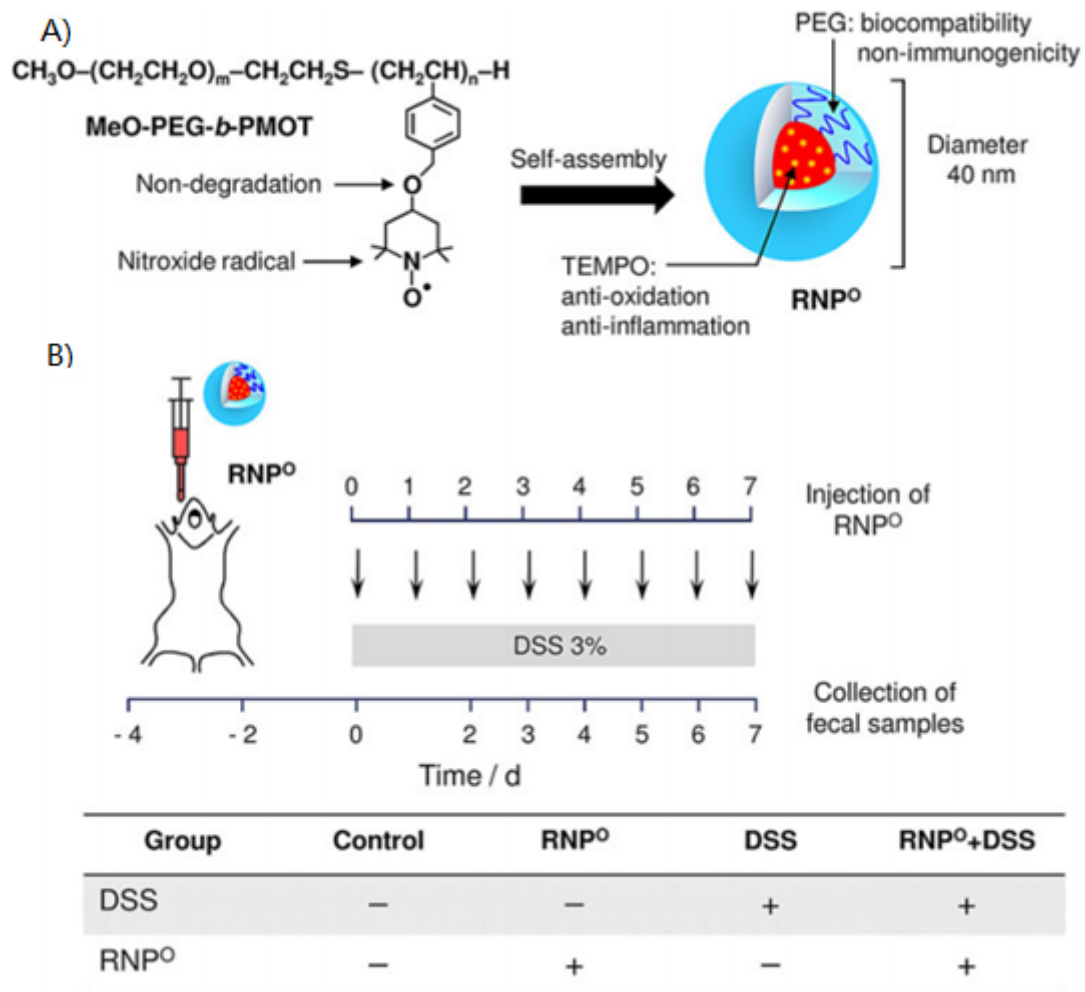 A)
CH₃O–(CH₂CH₂O)ₘ–CH₂CH₂S– (CH₂CH)ₙ–H
MeO-PEG-b-PMOT
Non-degradation
O
Nitroxide radical
N
O•
Self-assembly
PEG: biocompatibility
non-immunogenicity
Diameter
40 nm
TEMPO:
anti-oxidation
anti-inflammation
RNPᴼ
B)
RNPᴼ
0 1 2 3 4 5 6 7
Injection of
RNPᴼ
DSS 3%
- 4 - 2 0 2 3 4 5 6 7
Collection of
fecal samples
Time / d
Group Control RNPᴼ DSS RNPᴼ+DSS
DSS – – + +
RNPᴼ – + – +